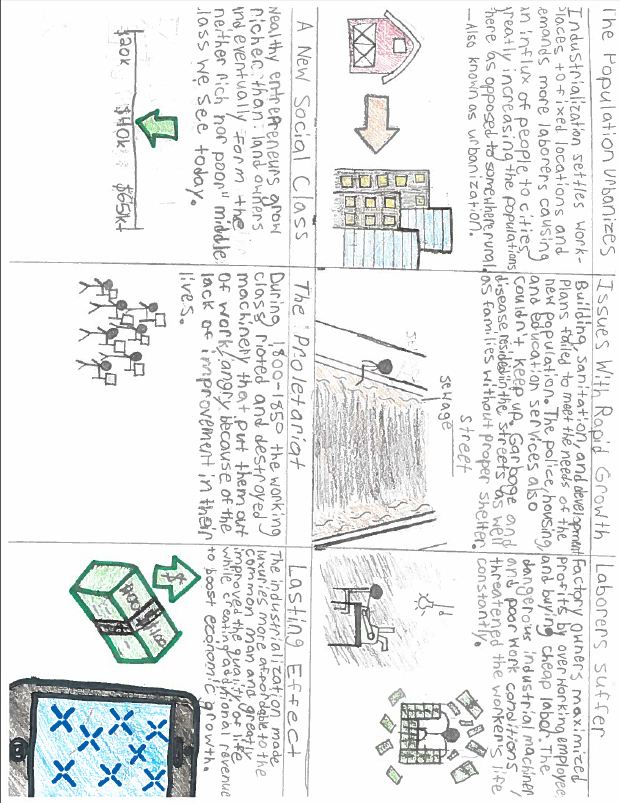 The Population Urbanizes
Industrialization settles work-
places to fixed locations and
emands more laborers causing
an influx of people to cities,
greatly increasing the populations
there as opposed to somewhere rural.
-Also known as urbanization.
Issues With Rapid Growth
Building, sanitation, and development
Plans failed to meet the needs of the
new population. The police, housing,
and education services also
couldn't keep up. Garbage and
disease resided in the streets as well
as families without proper shelter.
street
sewage
Laborers Suffer
Factory owners maximized
Profits by overworking employee
and buying cheap labor. The
dangerous industrial machiner
and poor work conditions
threatened the worker's life
constantly.
A New Social Class
wealthy entrepreneurs grow
richer than land owners
and eventually form the
"neither rich nor poor" middle
class we see today.
$20K $40K $65K+
The Proletariat
During 1800-1850 the working
class rioted and destroyed
machinery that put them out
of work, angry because of the
lack of improvement in their
lives.
Lasting Effect
The industrialization made
luxuries more affordable to the
common man and greatly
improves the quality of life
while creating additional revenue
to boost economic growth.
$